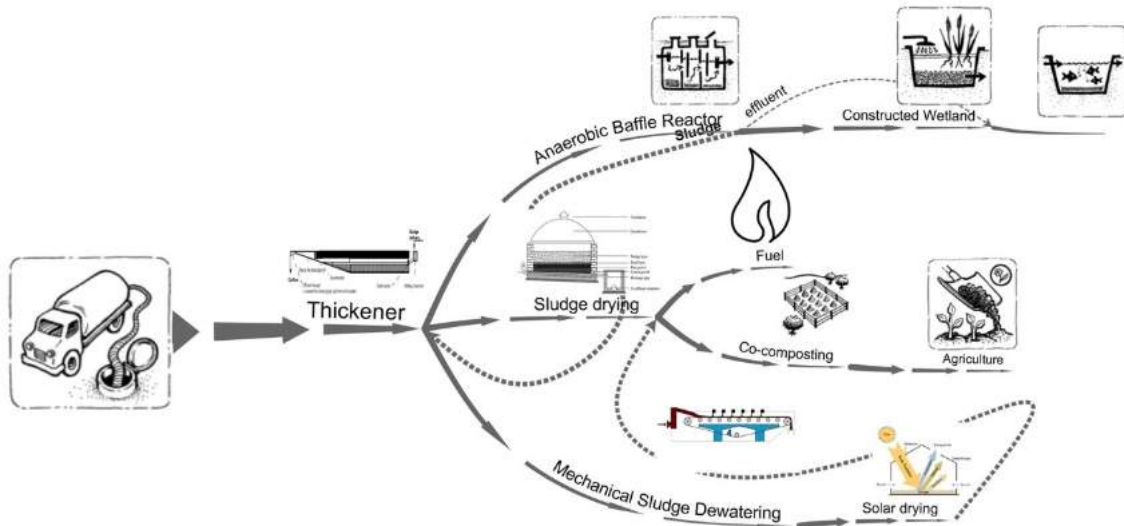 Anaerobic Baffle Reactor
Sludge
effluent
Constructed Wetland
Thickener
Sludge drying
Fuel
Co-composting
Agriculture
Mechanical Sludge Dewatering
Solar drying